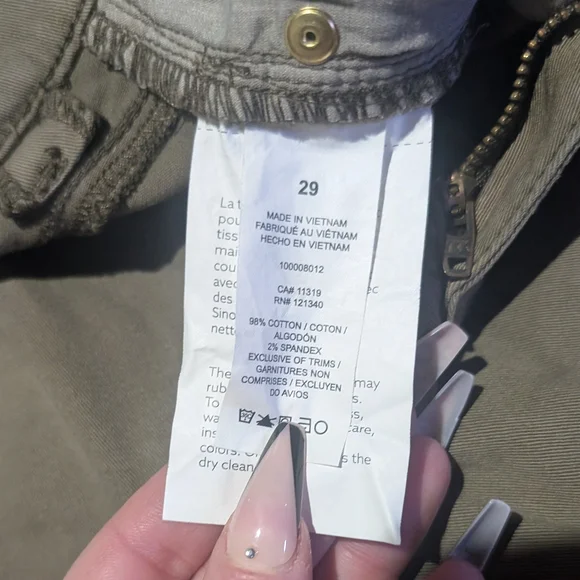 29
MADE IN VIETNAM
FABRIQUÉ AU VIÊTNAM
HECHO EN VIETNAM
100008012
CA# 11319
RN# 121340
98% COTTON / COTON /
ALGODÓN
2% SPANDEX
EXCLUSIVE OF TRIMS /
GARNITURES NON
COMPRISES / EXCLUYEN
DO AVIOS
La
pou
tiss
mai
cou
avec
des
Sino
nett
The may
rub s.
To ss,
wa care,
ins
colors. s the
dry clean